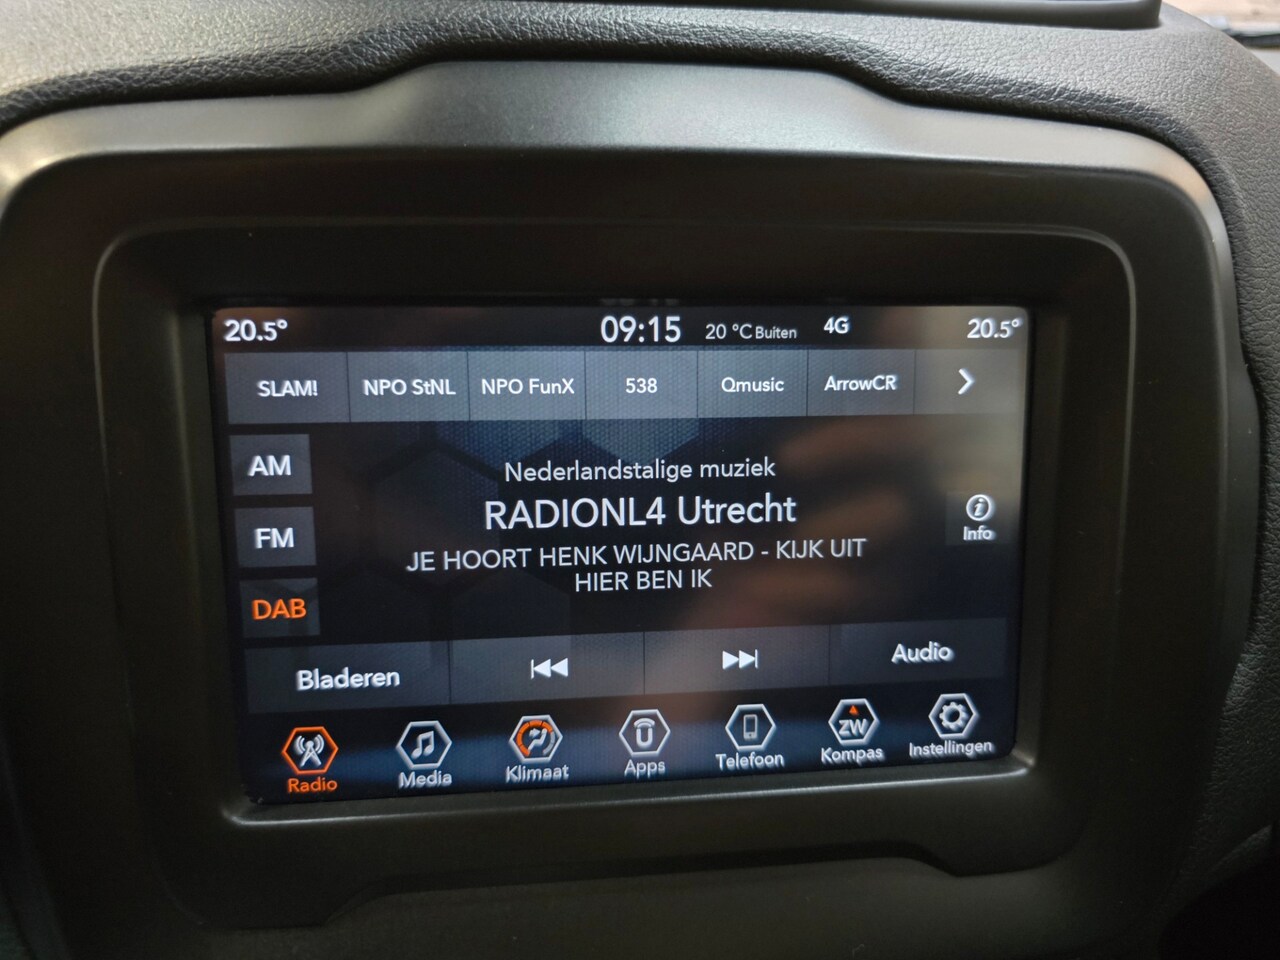 20.5° 09:15 20 °C Buiten 4G 20.5°
SLAM! NPO StNL NPO FunX 538 Qmusic ArrowCR
AM
Nederlandstalige muziek
RADIONL4 Utrecht
Info
FM
JE HOORT HENK WIJNGAARD - KIJK UIT
HIER BEN IK
DAB
Bladeren Audio
Radio Media Klimaat Apps Telefoon ZW Kompas Instellingen